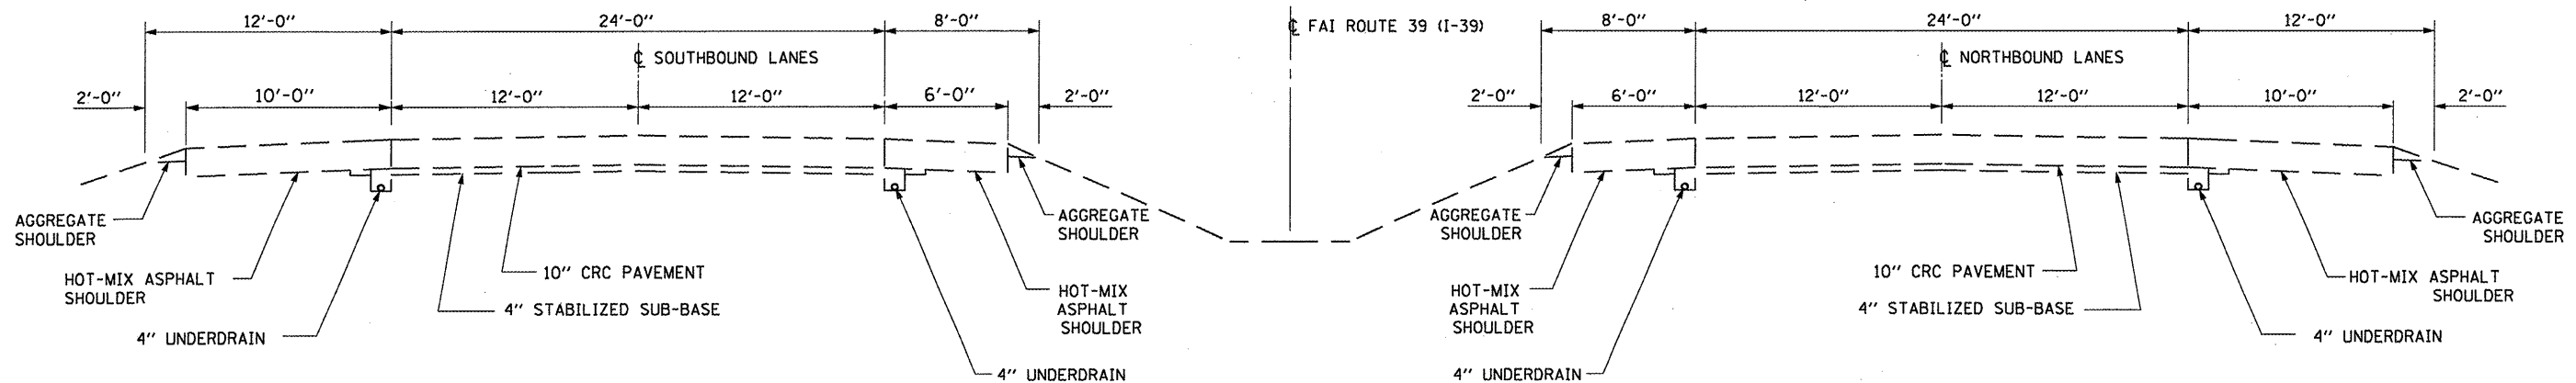 12'-0" 24'-0" 8'-0" ℄ FAI ROUTE 39 (I-39) 8'-0" 24'-0" 12'-0"
℄ SOUTHBOUND LANES ℄ NORTHBOUND LANES
2'-0" 10'-0" 12'-0" 12'-0" 6'-0" 2'-0" 2'-0" 6'-0" 12'-0" 12'-0" 10'-0" 2'-0"
AGGREGATE
SHOULDER
HOT-MIX ASPHALT
SHOULDER
4" UNDERDRAIN
10" CRC PAVEMENT
4" STABILIZED SUB-BASE
AGGREGATE
SHOULDER
HOT-MIX
ASPHALT
SHOULDER
4" UNDERDRAIN
AGGREGATE
SHOULDER
HOT-MIX
ASPHALT
SHOULDER
4" UNDERDRAIN
10" CRC PAVEMENT
4" STABILIZED SUB-BASE
AGGREGATE
SHOULDER
HOT-MIX ASPHALT
SHOULDER
4" UNDERDRAIN